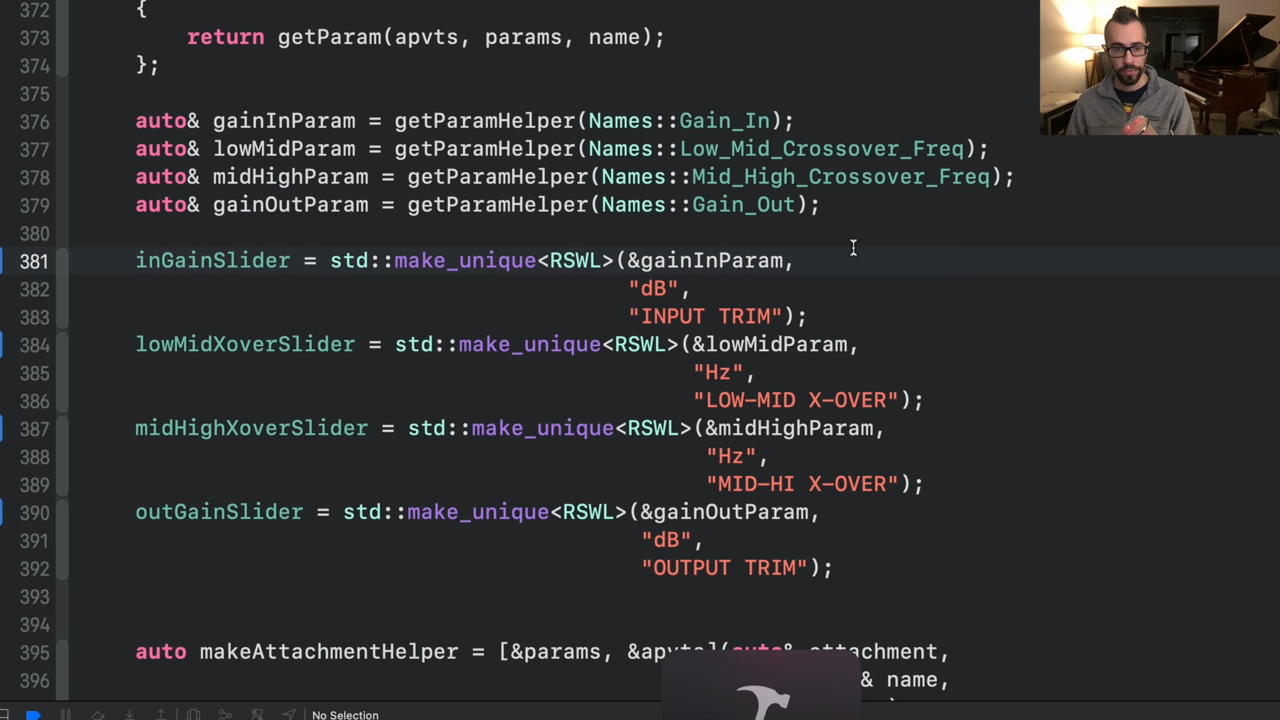 372 {
373 return getParam(apvts, params, name);
374 };
375
376 auto& gainInParam = getParamHelper(Names::Gain_In);
377 auto& lowMidParam = getParamHelper(Names::Low_Mid_Crossover_Freq);
378 auto& midHighParam = getParamHelper(Names::Mid_High_Crossover_Freq);
379 auto& gainOutParam = getParamHelper(Names::Gain_Out);
380
381 inGainSlider = std::make_unique<RSWL>(&gainInParam,
382 "dB",
383 "INPUT TRIM");
384 lowMidXoverSlider = std::make_unique<RSWL>(&lowMidParam,
385 "Hz",
386 "LOW-MID X-OVER");
387 midHighXoverSlider = std::make_unique<RSWL>(&midHighParam,
388 "Hz",
389 "MID-HI X-OVER");
390 outGainSlider = std::make_unique<RSWL>(&gainOutParam,
391 "dB",
392 "OUTPUT TRIM");
393
394
395 auto makeAttachmentHelper = [&params, &apvts](auto& attachment,
396 & name,
No Selection